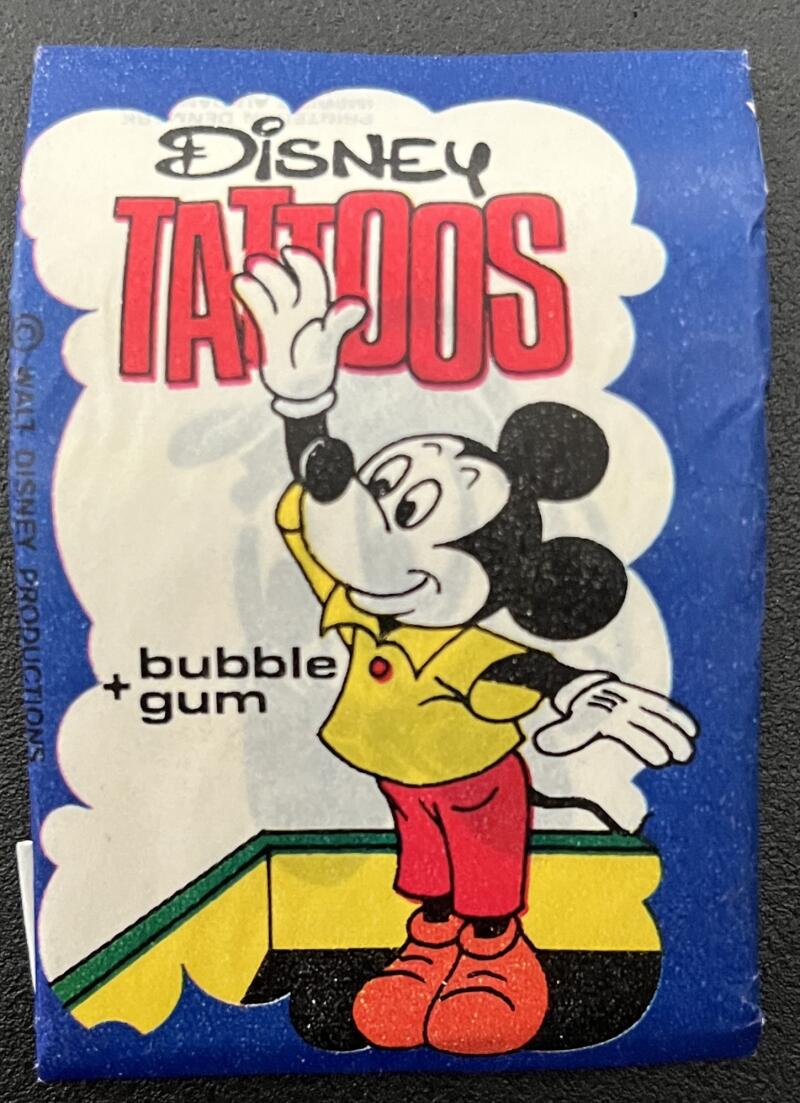 DISNEY
TATTOOS
+ bubble
gum
© WALT DISNEY PRODUCTIONS